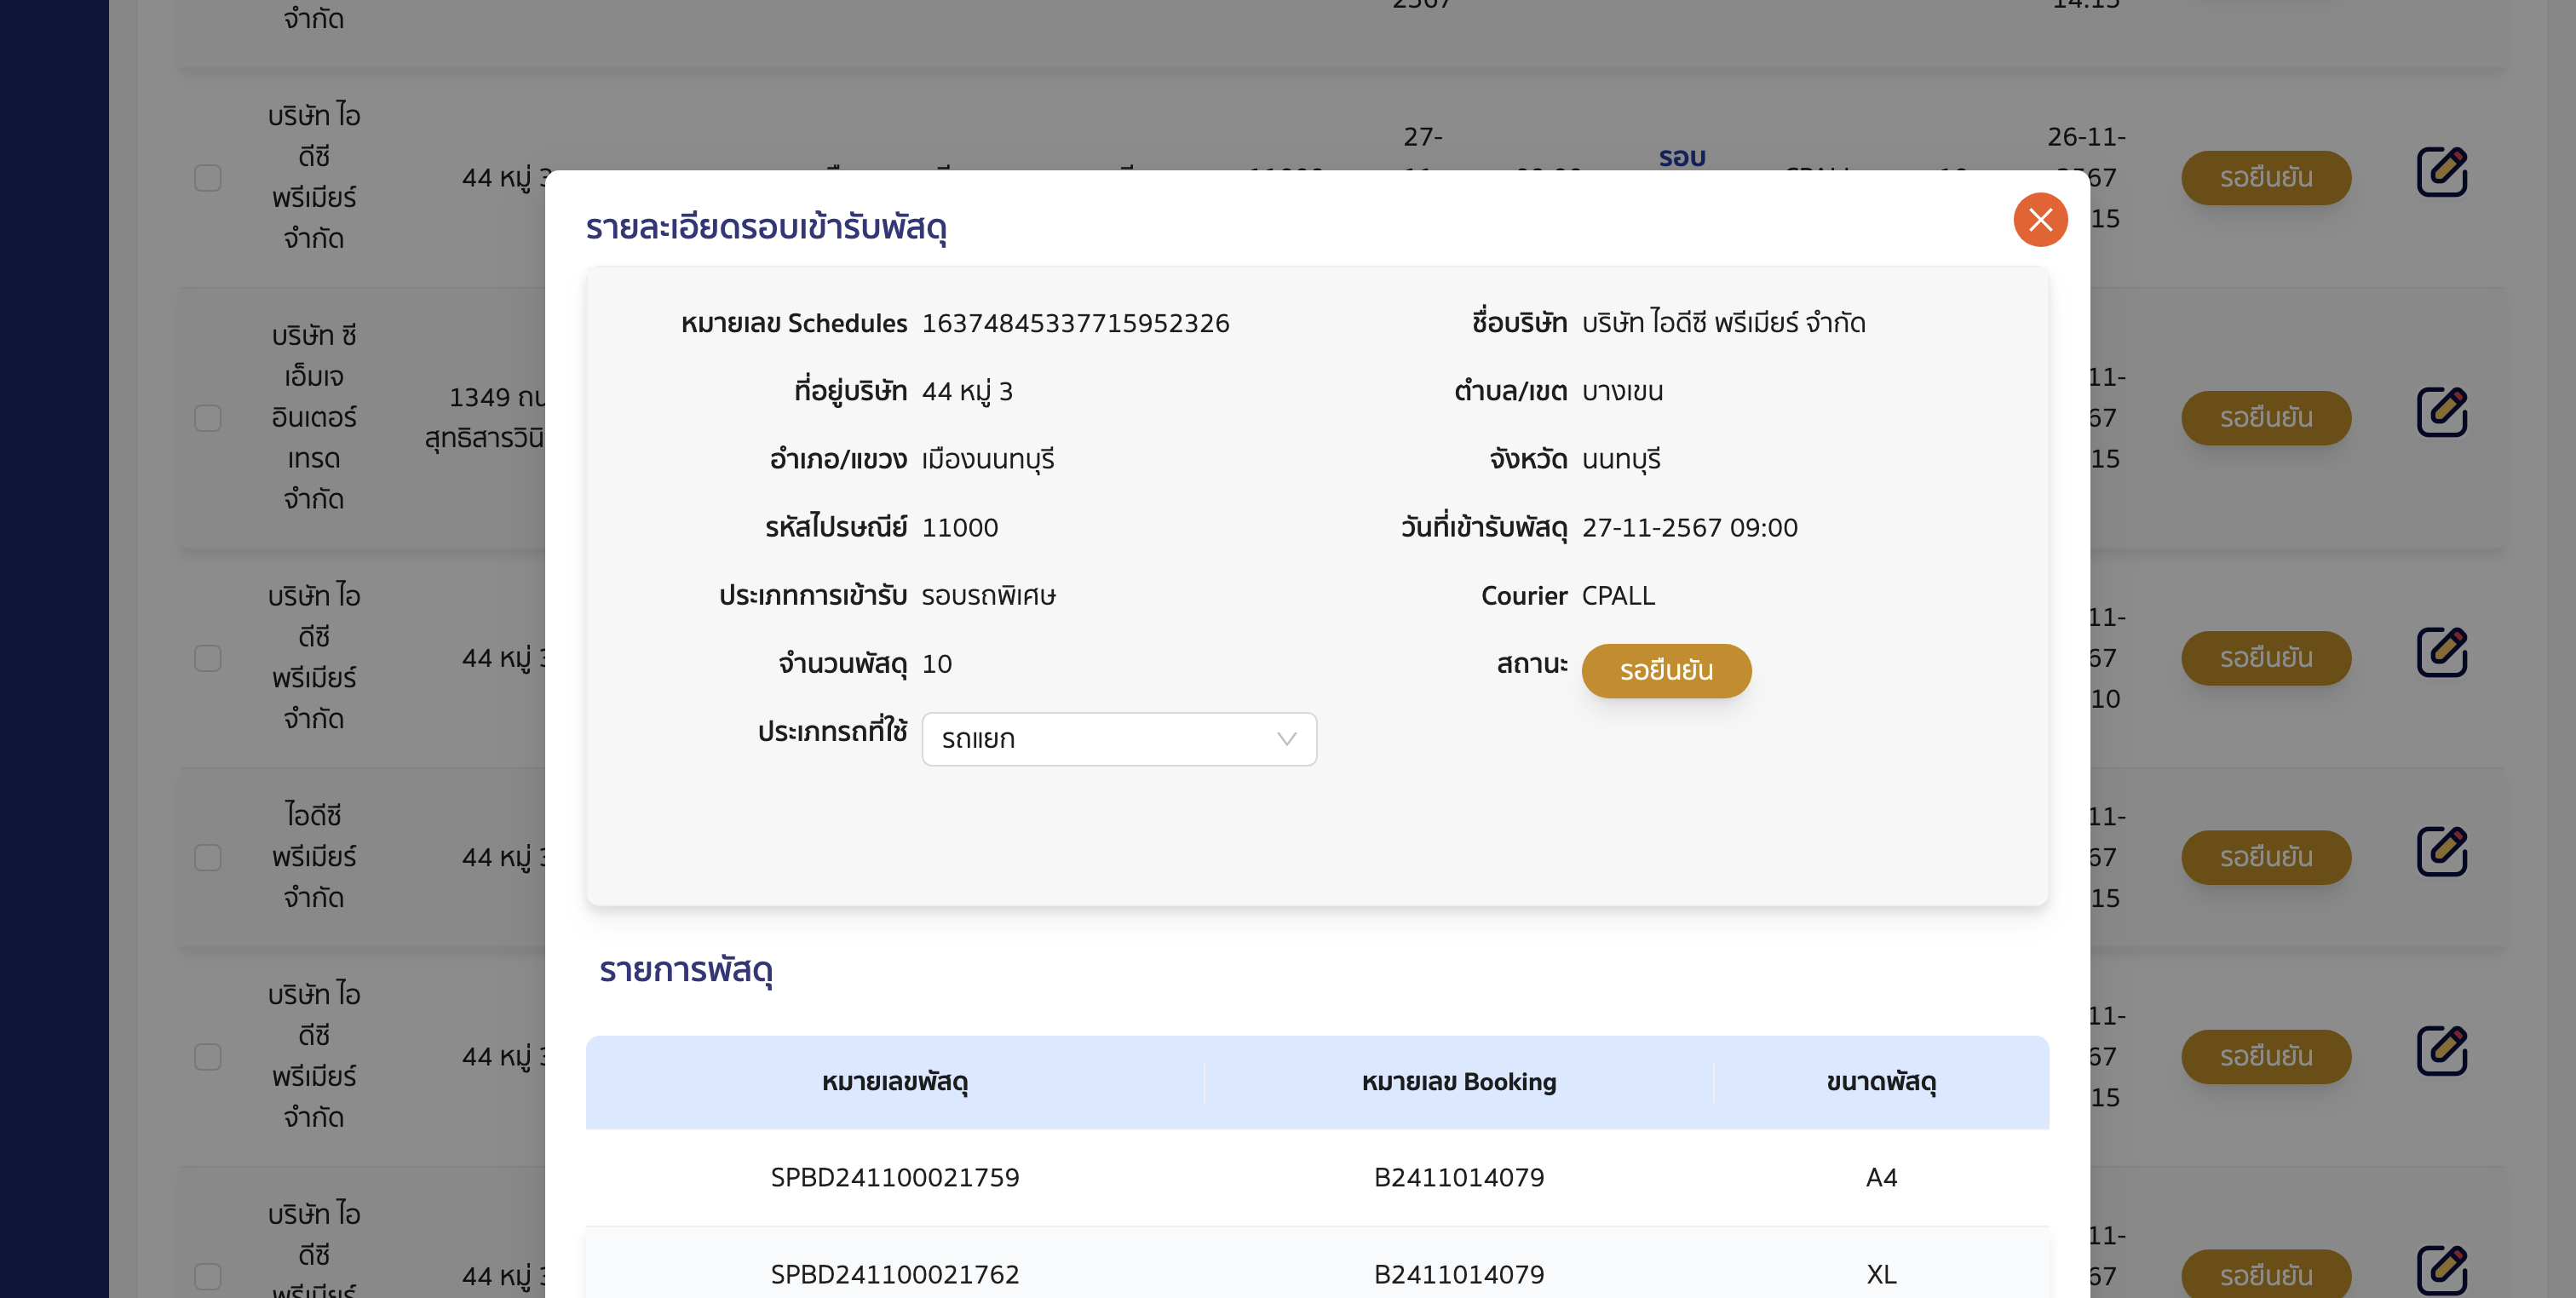 จำกัด
บริษัท ไอ
ดีซี
พรีเมียร์
จำกัด
44 หมู่ 3
27-
รอบ
26-11-
15
รอยืนยัน
รายละเอียดรอบเข้ารับพัสดุ
หมายเลข Schedules 16374845337715952326
ชื่อบริษัท บริษัท ไอดีซี พรีเมียร์ จำกัด
ที่อยู่บริษัท 44 หมู่ 3
ตำบล/เขต บางเขน
อำเภอ/แขวง เมืองนนทบุรี
จังหวัด นนทบุรี
รหัสไปรษณีย์ 11000
วันที่เข้ารับพัสดุ 27-11-2567 09:00
ประเภทการเข้ารับ รอบรถพิเศษ
Courier CPALL
จำนวนพัสดุ 10
สถานะ รอยืนยัน
ประเภทรถที่ใช้ รถแยก
รายการพัสดุ
หมายเลขพัสดุ หมายเลข Booking ขนาดพัสดุ
SPBD241100021759 B2411014079 A4
SPBD241100021762 B2411014079 XL
บริษัท ซี
เอ็มเจ
อินเตอร์
เทรด
จำกัด
1349 ถน
สุทธิสารวินิ
11-
67
15
รอยืนยัน
บริษัท ไอ
ดีซี
พรีเมียร์
จำกัด
44 หมู่
11-
67
10
รอยืนยัน
ไอดีซี
พรีเมียร์
จำกัด
44 หมู่
11-
67
15
รอยืนยัน
บริษัท ไอ
ดีซี
พรีเมียร์
จำกัด
44 หมู่
11-
67
15
รอยืนยัน
บริษัท ไอ
ดีซี
พรีเมียร์
44 หมู่
11-
67
รอยืนยัน